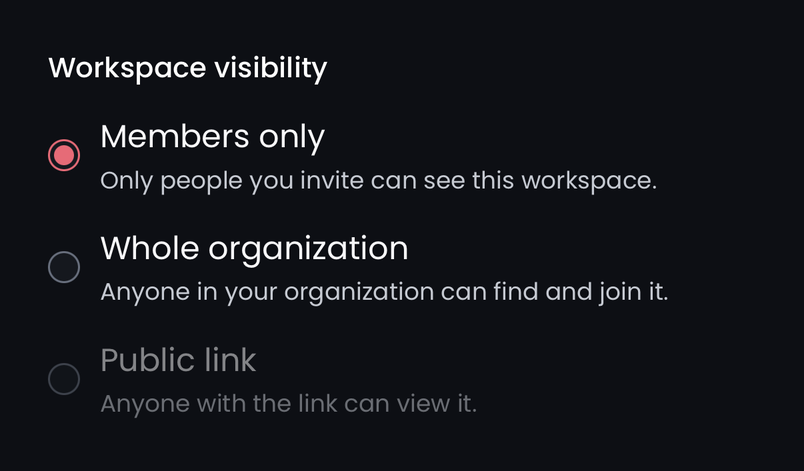 Workspace visibility
Members only
Only people you invite can see this workspace.
Whole organization
Anyone in your organization can find and join it.
Public link
Anyone with the link can view it.